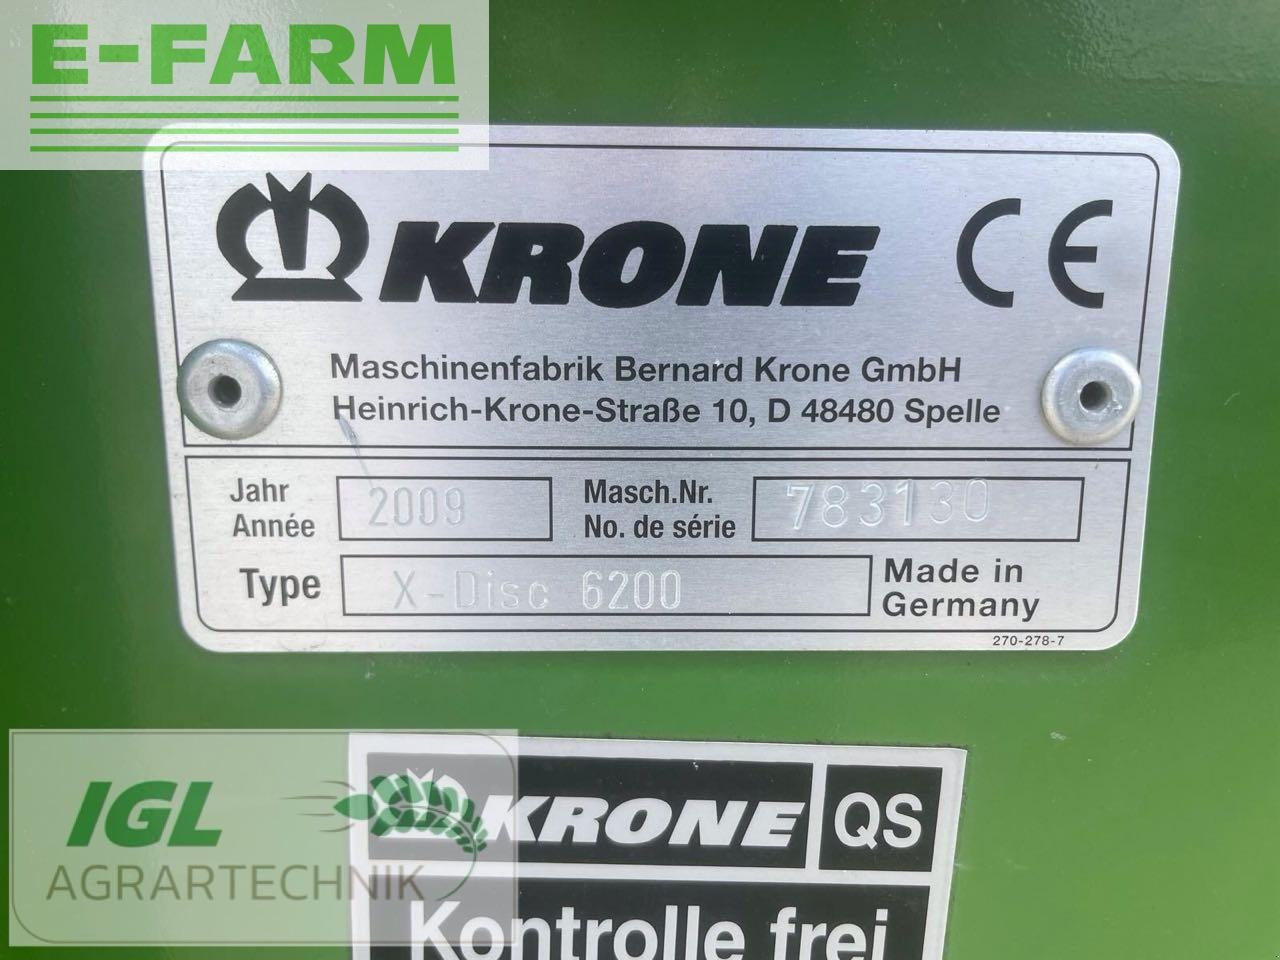 E-FARM
KRONE CE
Maschinenfabrik Bernard Krone GmbH
Heinrich-Krone-Straße 10, D 48480 Spelle
Jahr
Année
2009
Masch.Nr.
No. de série
783130
Type
X-Disc 6200
Made in
Germany
270-278-7
IGL
AGRARTECHNIK
KRONE QS
Kontrolle frei